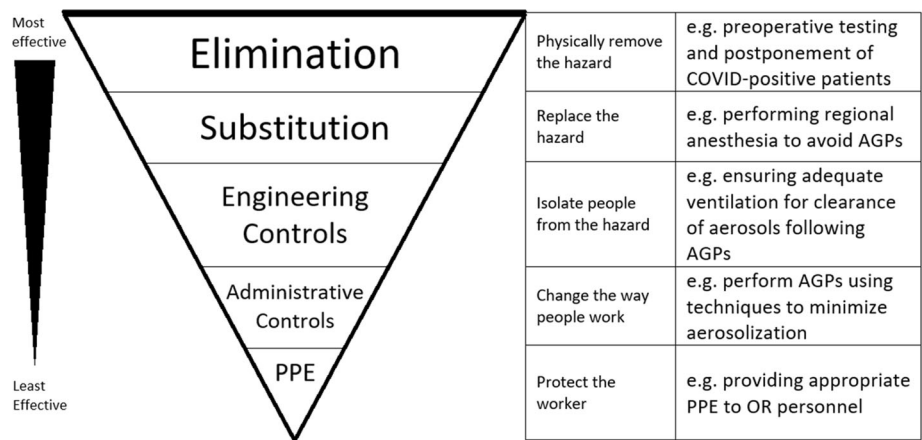 Most
effective
Elimination
Physically remove
the hazard
e.g. preoperative testing
and postponement of
COVID-positive patients
Substitution
Replace the
hazard
e.g. performing regional
anesthesia to avoid AGPs
Engineering
Controls
Isolate people
from the hazard
e.g. ensuring adequate
ventilation for clearance
of aerosols following
AGPs
Administrative
Controls
Change the way
people work
e.g. perform AGPs using
techniques to minimize
aerosolization
PPE
Least
Effective
Protect the
worker
e.g. providing appropriate
PPE to OR personnel